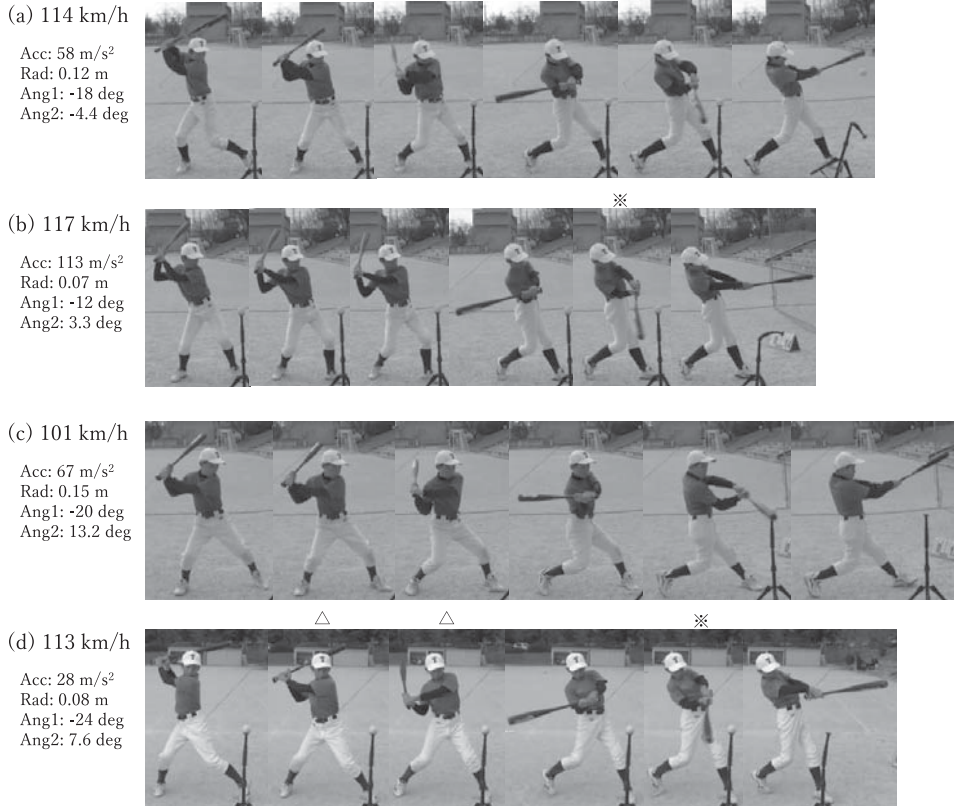 (a) 114 km/h
Acc: 58 m/s²
Rad: 0.12 m
Ang1: -18 deg
Ang2: -4.4 deg
※
(b) 117 km/h
Acc: 113 m/s²
Rad: 0.07 m
Ang1: -12 deg
Ang2: 3.3 deg
(c) 101 km/h
Acc: 67 m/s²
Rad: 0.15 m
Ang1: -20 deg
Ang2: 13.2 deg
△ △ ※
(d) 113 km/h
Acc: 28 m/s²
Rad: 0.08 m
Ang1: -24 deg
Ang2: 7.6 deg